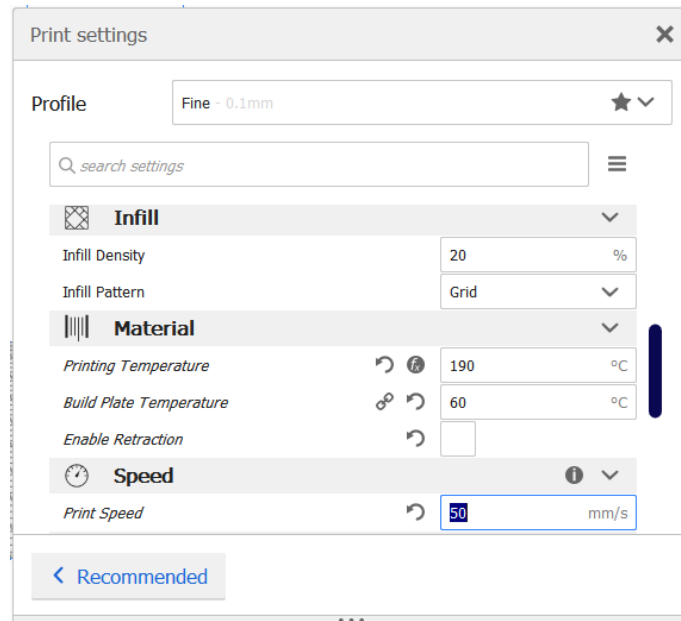 Print settings
Profile
Fine - 0.1mm
search settings
Infill
Infill Density 20 %
Infill Pattern Grid
Material
Printing Temperature 190 °C
Build Plate Temperature 60 °C
Enable Retraction
Speed
Print Speed 50 mm/s
Recommended